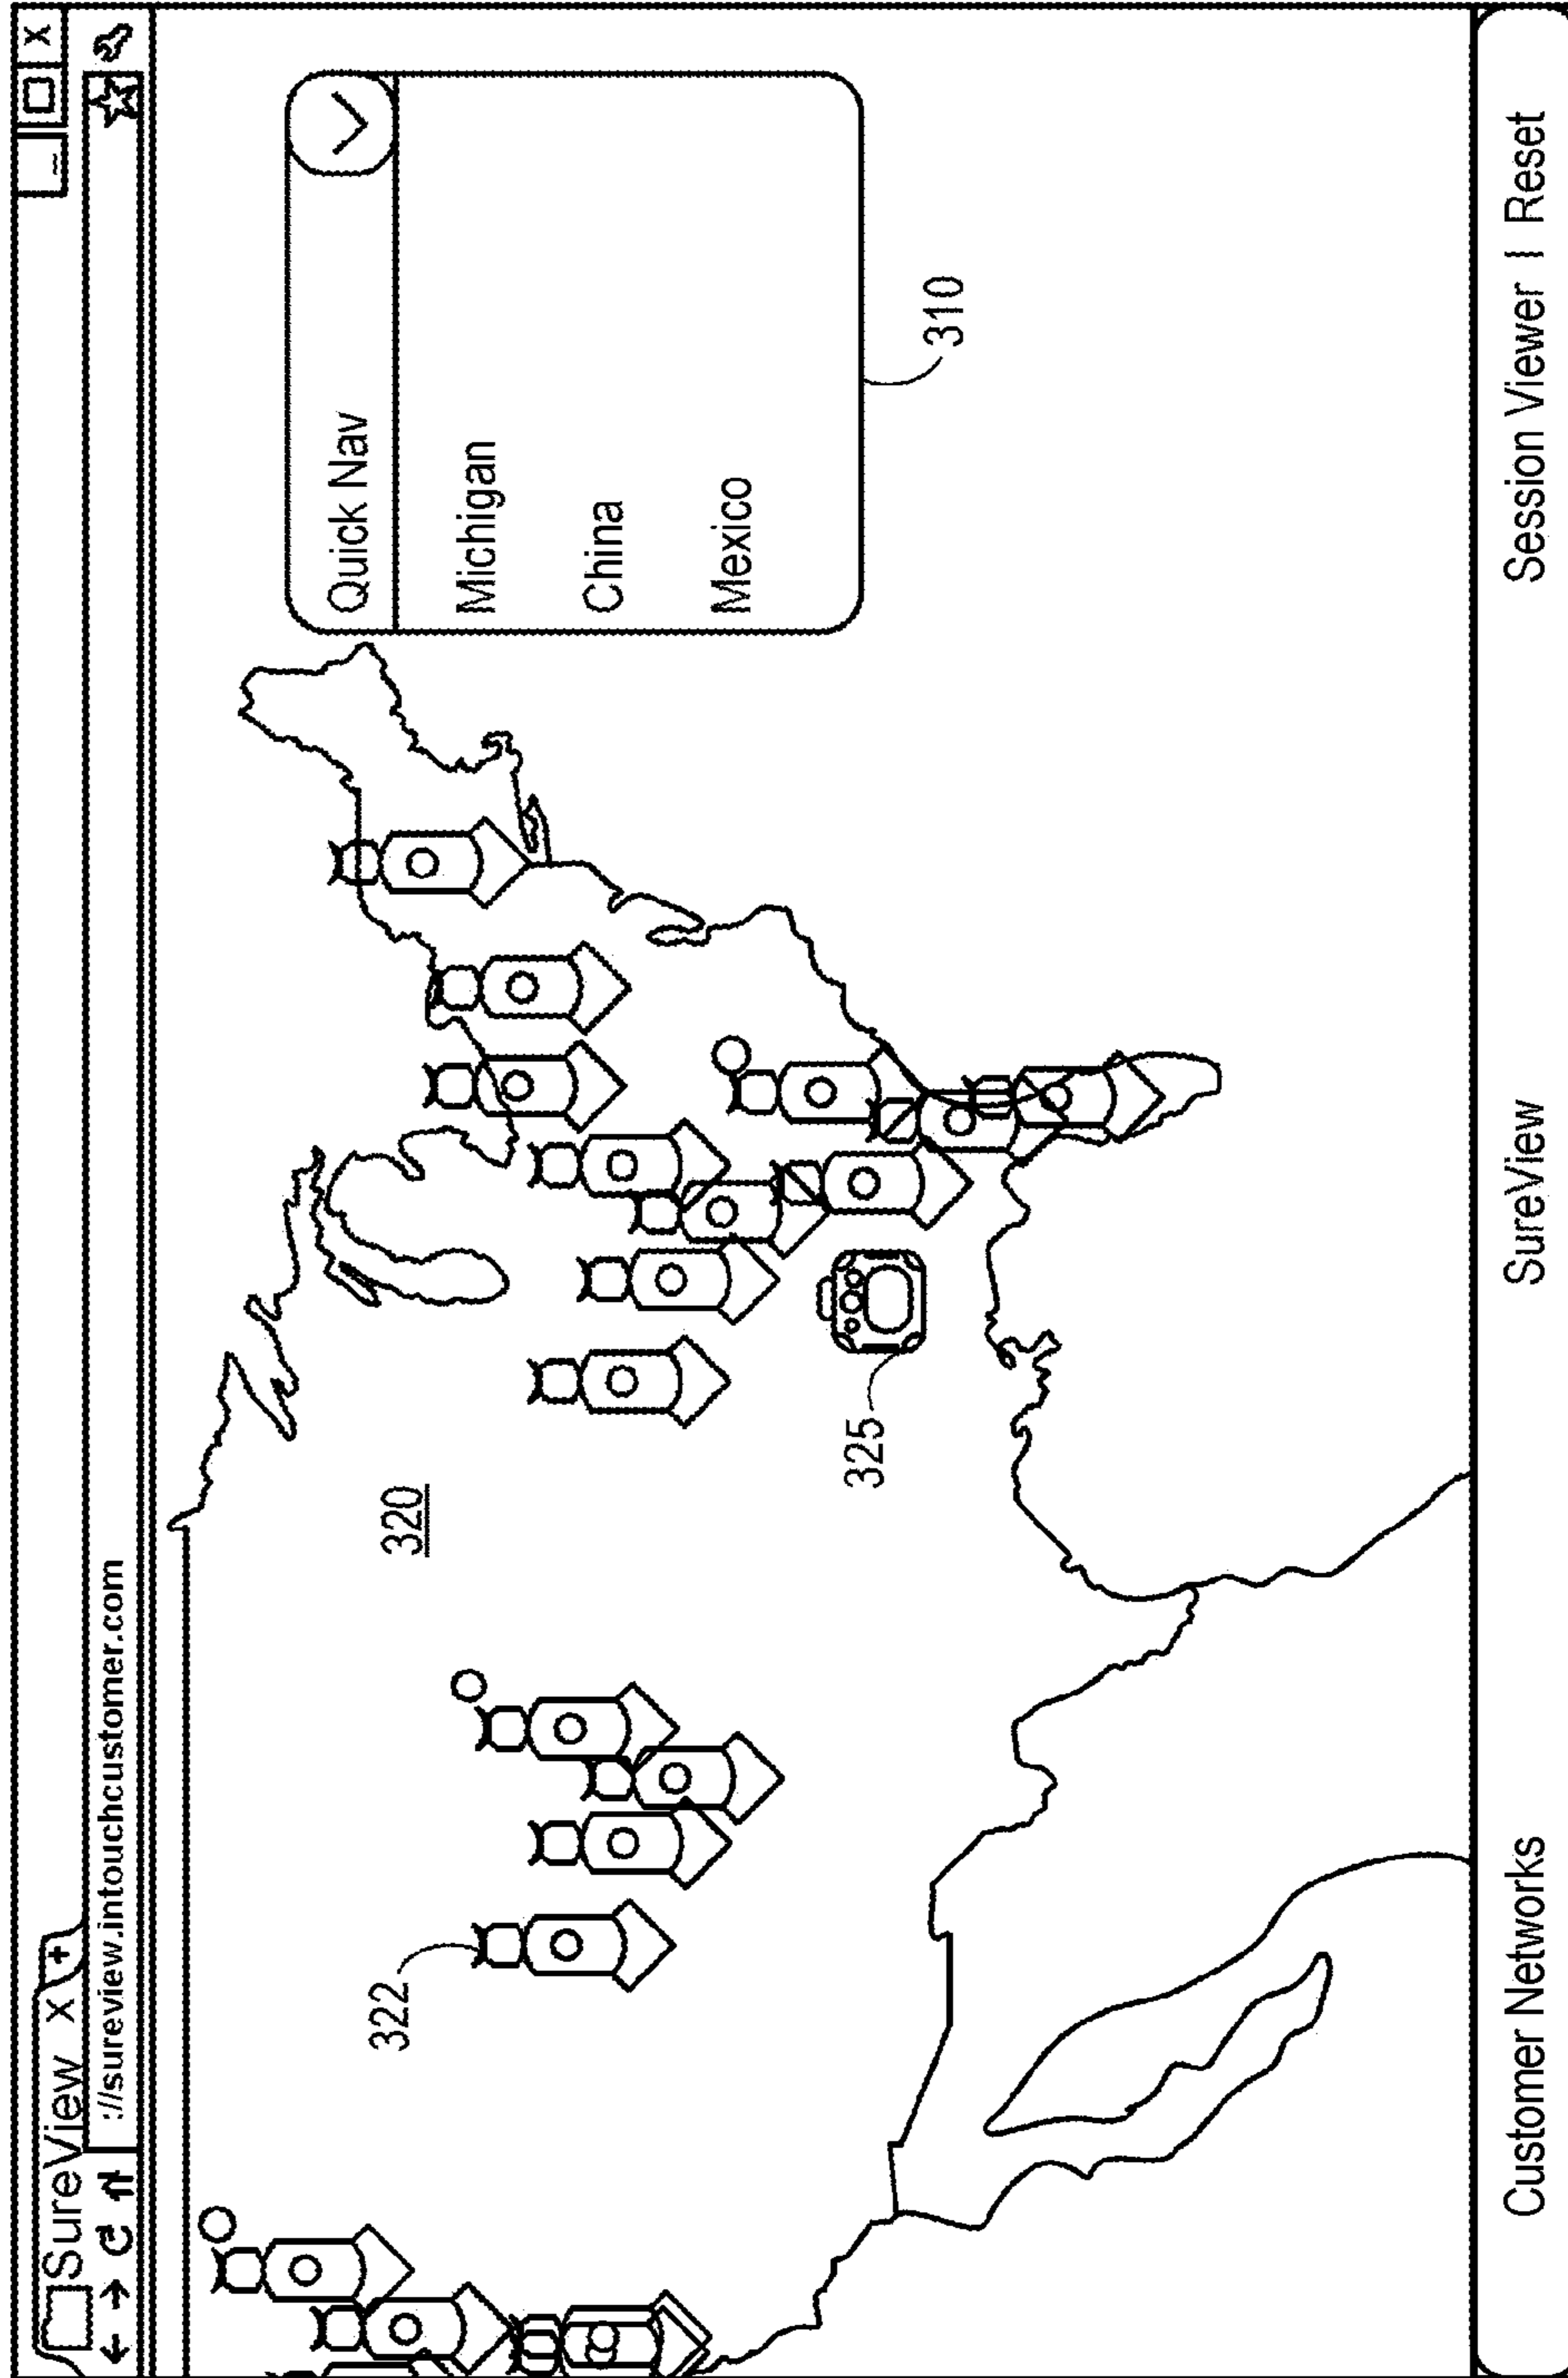 SureView X +
://sureview.intouchcustomer.com
Quick Nav
Michigan
China
Mexico
310
320
322
325
Customer Networks
SureView
Session Viewer | Reset